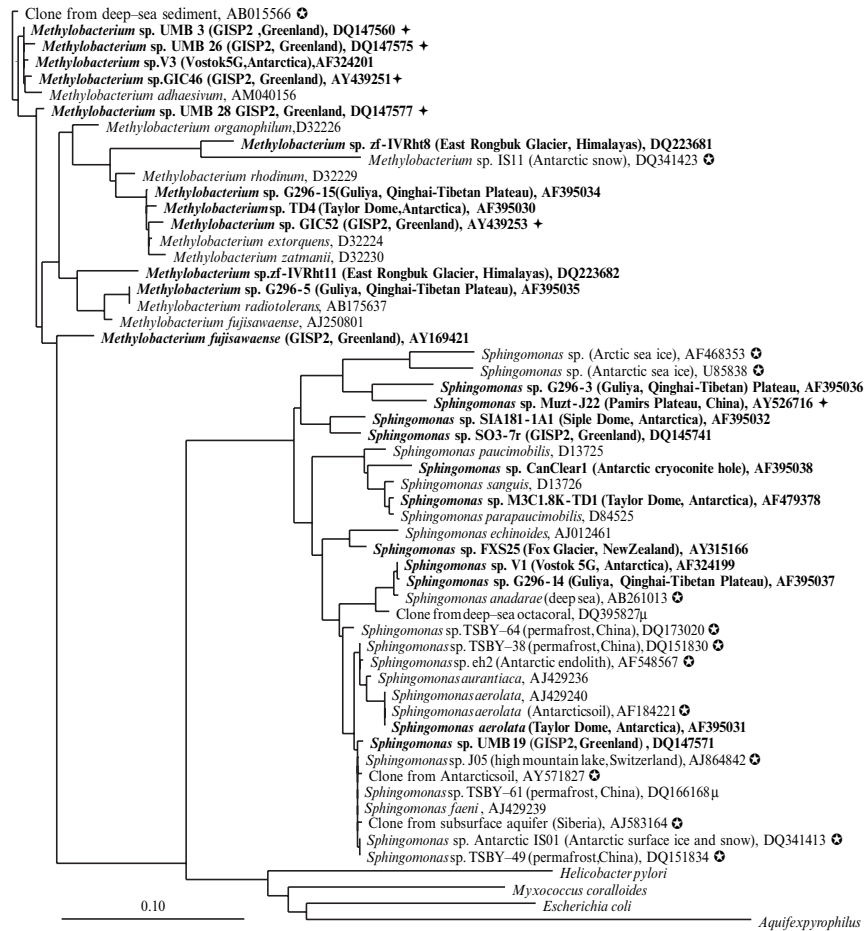 Clone from deep–sea sediment, AB015566 ✪
Methylobacterium sp. UMB 3 (GISP2 ,Greenland), DQ147560 ✦
Methylobacterium sp. UMB 26 (GISP2, Greenland), DQ147575 ✦
Methylobacterium sp.V3 (Vostok5G,Antarctica),AF324201
Methylobacterium sp.GIC46 (GISP2, Greenland), AY439251✦
Methylobacterium adhaesivum, AM040156
Methylobacterium sp. UMB 28 GISP2, Greenland, DQ147577 ✦
Methylobacterium organophilum,D32226
Methylobacterium sp. zf-IVRht8 (East Rongbuk Glacier, Himalayas), DQ223681
Methylobacterium sp. IS11 (Antarctic snow), DQ341423 ✪
Methylobacterium rhodinum, D32229
Methylobacterium sp. G296-15(Guliya, Qinghai-Tibetan Plateau), AF395034
Methylobacterium sp. TD4 (Taylor Dome,Antarctica), AF395030
Methylobacterium sp. GIC52 (GISP2, Greenland), AY439253 ✦
Methylobacterium extorquens, D32224
Methylobacterium zatmanii, D32230
Methylobacterium sp.zf-IVRht11 (East Rongbuk Glacier, Himalayas), DQ223682
Methylobacterium sp. G296-5 (Guliya, Qinghai-Tibetan Plateau), AF395035
Methylobacterium radiotolerans, AB175637
Methylobacterium fujisawaense, AJ250801
Methylobacterium fujisawaense (GISP2, Greenland), AY169421
Sphingomonas sp. (Arctic sea ice), AF468353 ✪
Sphingomonas sp. (Antarctic sea ice), U85838 ✪
Sphingomonas sp. G296-3 (Guliya, Qinghai-Tibetan) Plateau, AF395036
Sphingomonas sp. Muzt-J22 (Pamirs Plateau, China), AY526716 ✦
Sphingomonas sp. SIA181-1A1 (Siple Dome, Antarctica), AF395032
Sphingomonas sp. SO3-7r (GISP2, Greenland), DQ145741
Sphingomonas paucimobilis, D13725
Sphingomonas sp. CanClear1 (Antarctic cryoconite hole), AF395038
Sphingomonas sanguis, D13726
Sphingomonas sp. M3C1.8K-TD1 (Taylor Dome, Antarctica), AF479378
Sphingomonas parapaucimobilis, D84525
Sphingomonas echinoides, AJ012461
Sphingomonas sp. FXS25 (Fox Glacier, NewZealand), AY315166
Sphingomonas sp. V1 (Vostok 5G, Antarctica), AF324199
Sphingomonas sp. G296-14 (Guliya, Qinghai-Tibetan Plateau), AF395037
Sphingomonas anadarae (deep sea), AB261013 ✪
Clone from deep–sea octacoral, DQ395827µ
Sphingomonas sp. TSBY–64 (permafrost, China), DQ173020 ✪
Sphingomonas sp. TSBY–38 (permafrost, China), DQ151830 ✪
Sphingomonas sp. eh2 (Antarctic endolith), AF548567 ✪
Sphingomonas aurantiaca, AJ429236
Sphingomonas aerolata, AJ429240
Sphingomonas aerolata (Antarcticsoil), AF184221 ✪
Sphingomonas aerolata (Taylor Dome, Antarctica), AF395031
Sphingomonas sp. UMB19 (GISP2, Greenland) , DQ147571
Sphingomonas sp. J05 (high mountain lake, Switzerland), AJ864842 ✪
Clone from Antarcticsoil, AY571827 ✪
Sphingomonas sp. TSBY–61 (permafrost, China), DQ166168µ
Sphingomonas faeni , AJ429239
Clone from subsurface aquifer (Siberia), AJ583164 ✪
Sphingomonas sp. Antarctic IS01 (Antarctic surface ice and snow), DQ341413 ✪
Sphingomonas sp. TSBY–49 (permafrost,China), DQ151834 ✪
Helicobacter pylori
Myxococcus coralloides
Escherichia coli
Aquifexpyrophilus
0.10